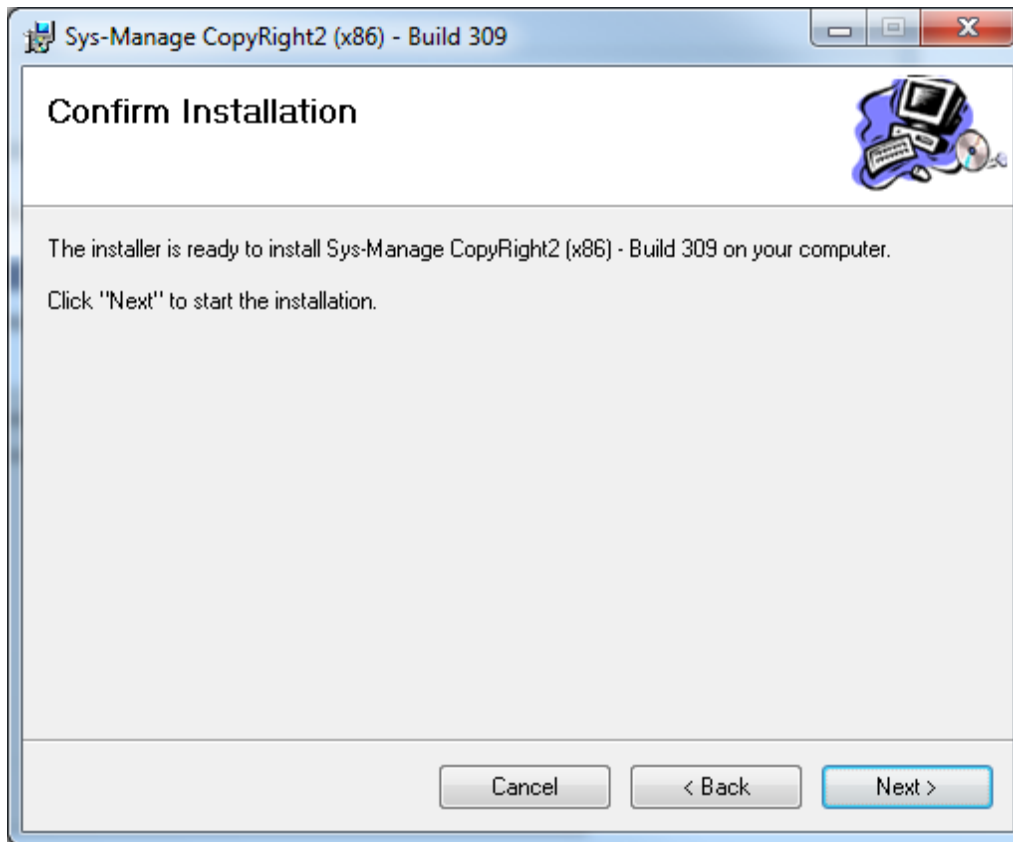 Sys-Manage CopyRight2 (x86) - Build 309
Confirm Installation
The installer is ready to install Sys-Manage CopyRight2 (x86) - Build 309 on your computer.
Click "Next" to start the installation.
Cancel
< Back
Next >